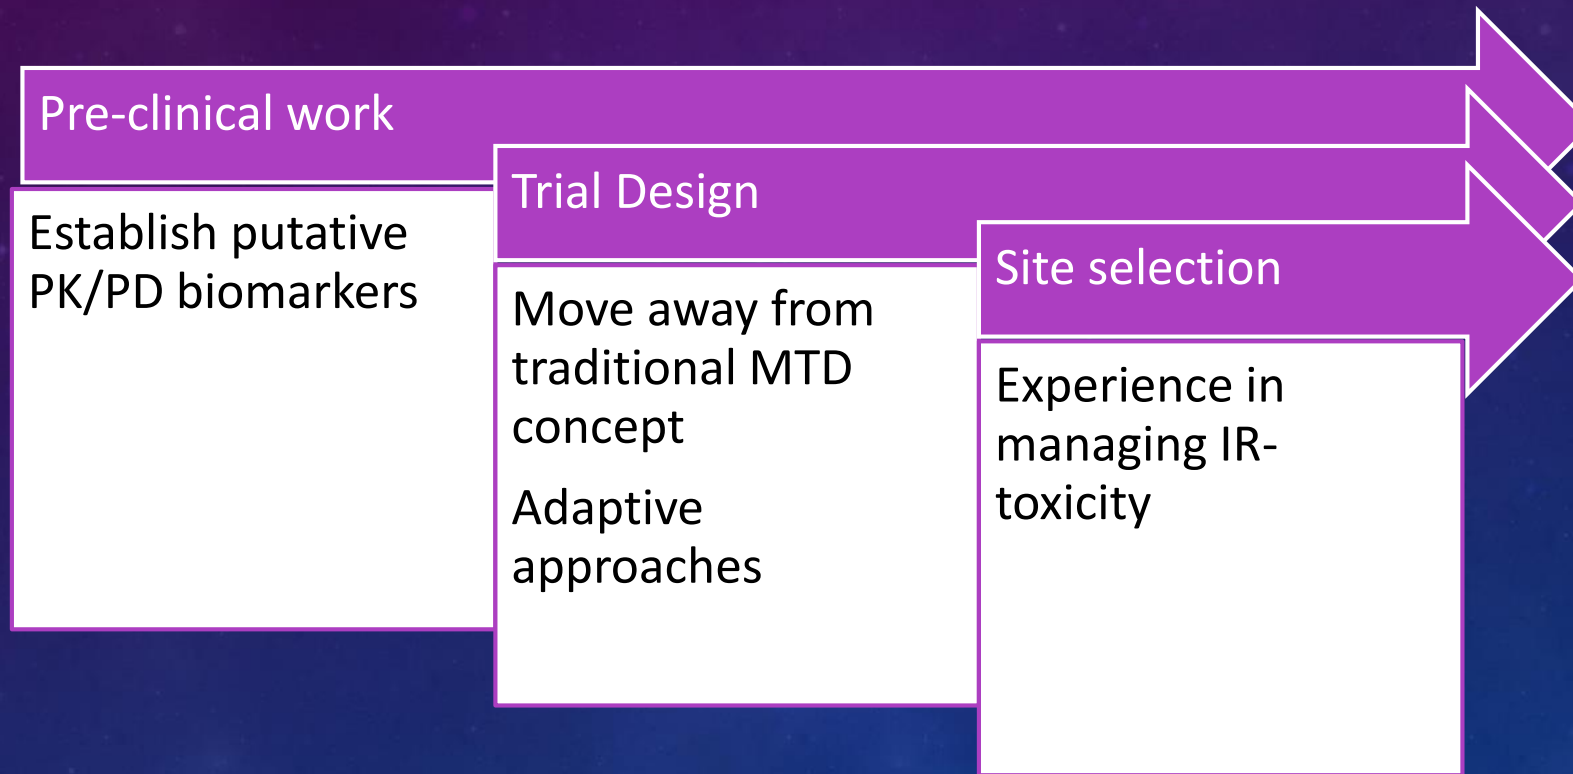 Pre-clinical work
Establish putative
PK/PD biomarkers
Trial Design
Move away from
traditional MTD
concept
Adaptive
approaches
Site selection
Experience in
managing IR-
toxicity